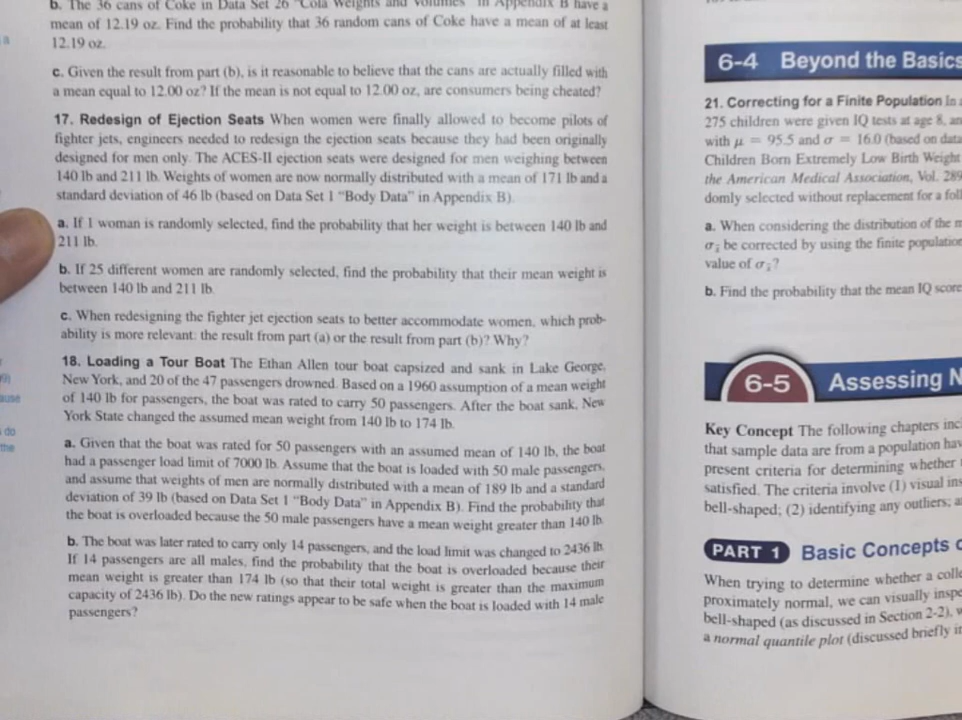 b. The 36 cans of Coke in Data Set 26 "Cola Weights and Volumes" in Appendix B have a
mean of 12.19 oz. Find the probability that 36 random cans of Coke have a mean of at least
12.19 oz.
c. Given the result from part (b), is it reasonable to believe that the cans are actually filled with
a mean equal to 12.00 oz? If the mean is not equal to 12.00 oz, are consumers being cheated?
17. Redesign of Ejection Seats When women were finally allowed to become pilots of
fighter jets, engineers needed to redesign the ejection seats because they had been originally
designed for men only. The ACES-II ejection seats were designed for men weighing between
140 lb and 211 lb. Weights of women are now normally distributed with a mean of 171 lb and a
standard deviation of 46 lb (based on Data Set 1 "Body Data" in Appendix B).
a. If 1 woman is randomly selected, find the probability that her weight is between 140 lb and
211 lb.
b. If 25 different women are randomly selected, find the probability that their mean weight is
between 140 lb and 211 lb.
c. When redesigning the fighter jet ejection seats to better accommodate women, which prob-
ability is more relevant: the result from part (a) or the result from part (b)? Why?
18. Loading a Tour Boat The Ethan Allen tour boat capsized and sank in Lake George,
New York, and 20 of the 47 passengers drowned. Based on a 1960 assumption of a mean weight
of 140 lb for passengers, the boat was rated to carry 50 passengers. After the boat sank, New
York State changed the assumed mean weight from 140 lb to 174 lb.
a. Given that the boat was rated for 50 passengers with an assumed mean of 140 lb, the boat
had a passenger load limit of 7000 lb. Assume that the boat is loaded with 50 male passengers,
and assume that weights of men are normally distributed with a mean of 189 lb and a standard
deviation of 39 lb (based on Data Set 1 "Body Data" in Appendix B). Find the probability that
the boat is overloaded because the 50 male passengers have a mean weight greater than 140 lb.
b. The boat was later rated to carry only 14 passengers, and the load limit was changed to 2436 lb.
If 14 passengers are all males, find the probability that the boat is overloaded because their
mean weight is greater than 174 lb (so that their total weight is greater than the maximum
capacity of 2436 lb). Do the new ratings appear to be safe when the boat is loaded with 14 male
passengers?
do
the
6-4 Beyond the Basics
21. Correcting for a Finite Population In a
275 children were given IQ tests at age 8, an
with μ = 95.5 and σ = 16.0 (based on data
Children Born Extremely Low Birth Weight
the American Medical Association, Vol. 289
domly selected without replacement for a foll
a. When considering the distribution of the m
σx̄ be corrected by using the finite population
value of σx̄?
b. Find the probability that the mean IQ score
6-5 Assessing N
Key Concept The following chapters inc
that sample data are from a population hav
present criteria for determining whether
satisfied. The criteria involve (1) visual ins
bell-shaped; (2) identifying any outliers; a
PART 1 Basic Concepts o
When trying to determine whether a colle
proximately normal, we can visually inspe
bell-shaped (as discussed in Section 2-2),
a normal quantile plot (discussed briefly in